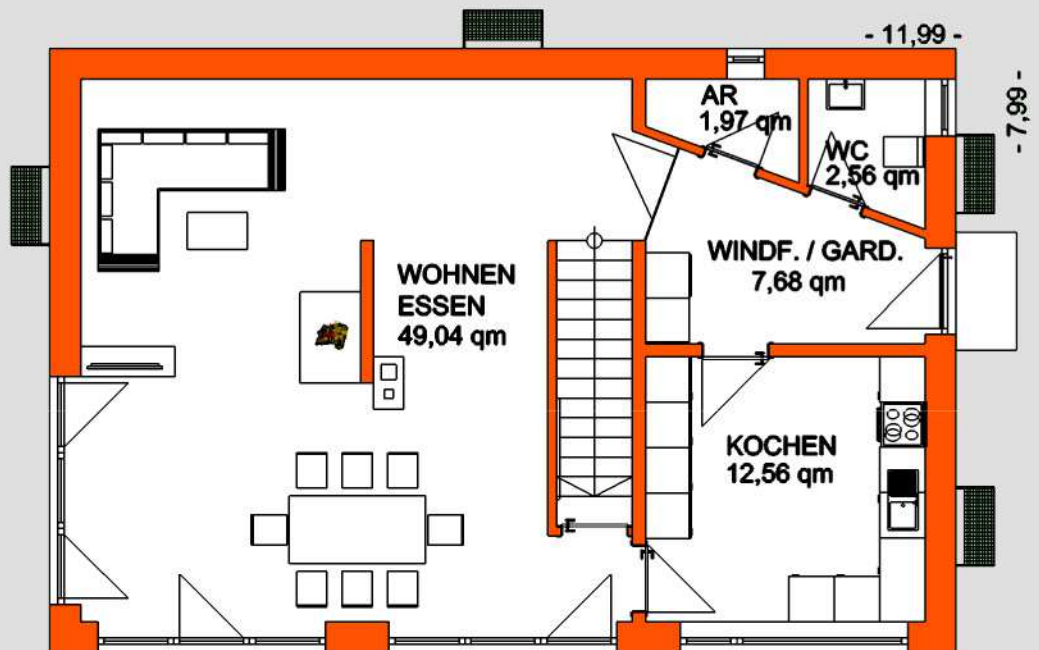 - 11,99 -
- 7,99 -
AR
1,97 qm
WC
2,56 qm
WINDF. / GARD.
7,68 qm
WOHNEN
ESSEN
49,04 qm
KOCHEN
12,56 qm